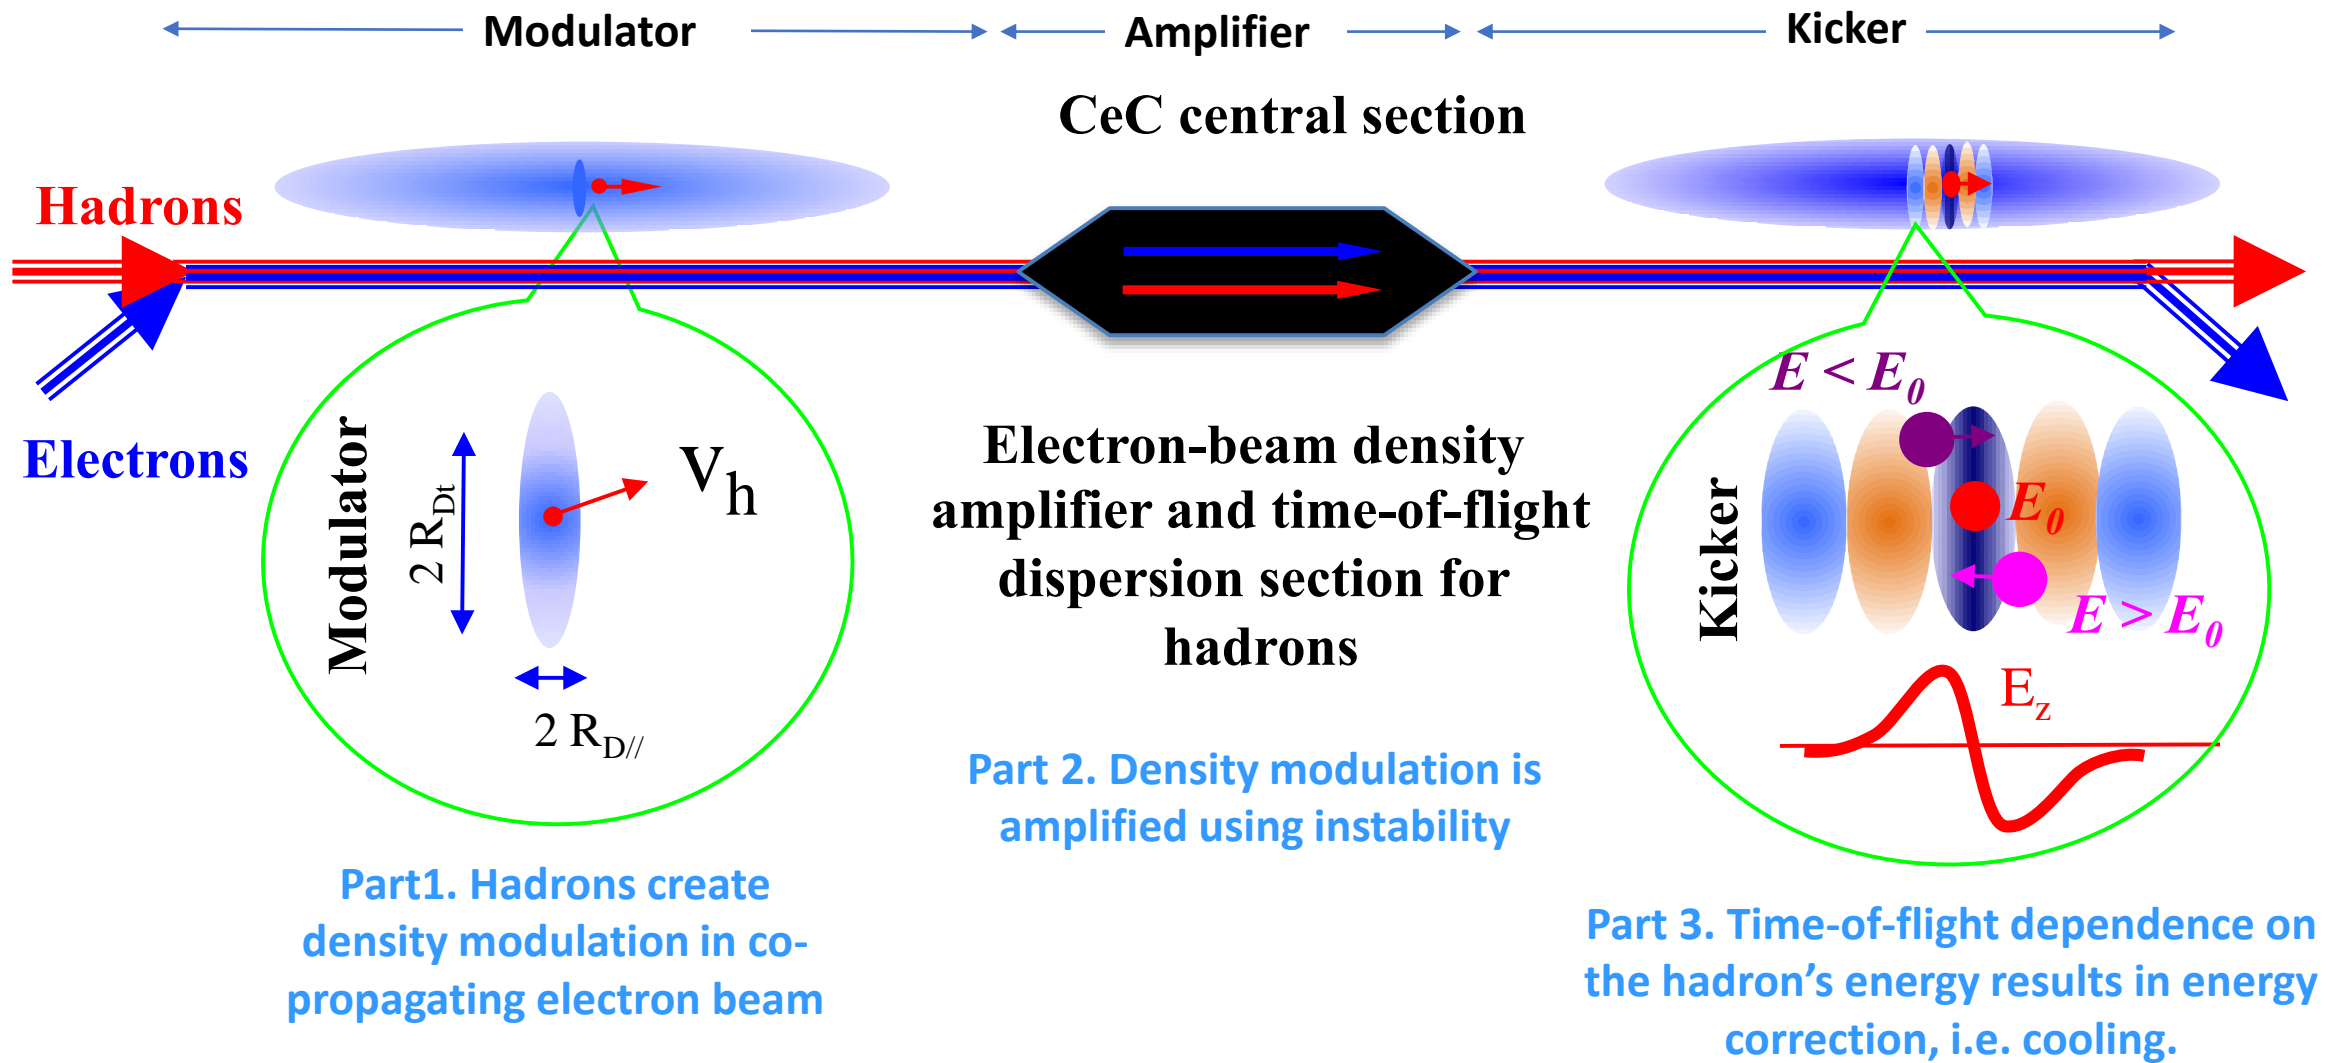 Modulator
Amplifier
Kicker
CeC central section
Hadrons
Electrons
Modulator
2 R_Dt
v_h
2 R_D//
Electron-beam density
amplifier and time-of-flight
dispersion section for
hadrons
Kicker
E < E_0
E_0
E > E_0
E_z
Part1. Hadrons create
density modulation in co-
propagating electron beam
Part 2. Density modulation is
amplified using instability
Part 3. Time-of-flight dependence on
the hadron’s energy results in energy
correction, i.e. cooling.